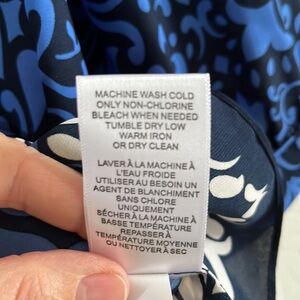 MACHINE WASH COLD
ONLY NON-CHLORINE
BLEACH WHEN NEEDED
TUMBLE DRY LOW
WARM IRON
OR DRY CLEAN
LAVER À LA MACHINE À
L'EAU FROIDE
UTILISER AU BESOIN UN
AGENT DE BLANCHIMENT
SANS CHLORE
UNIQUEMENT
SÉCHER À LA MACHINE À
BASSE TEMPÉRATURE
REPASSER À
TEMPÉRATURE MOYENNE
OU NETTOYER À SEC